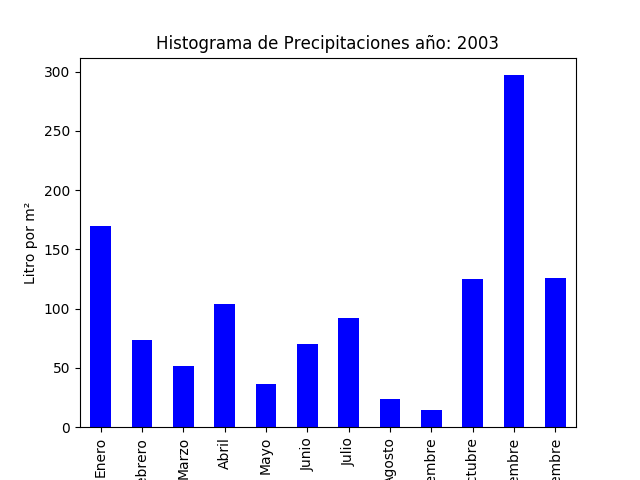 Histograma de Precipitaciones año: 2003
Litro por m²
300
250
200
150
100
50
0
Enero
ebrero
Marzo
Abril
Mayo
Junio
Julio
Agosto
embre
ctubre
embre
embre